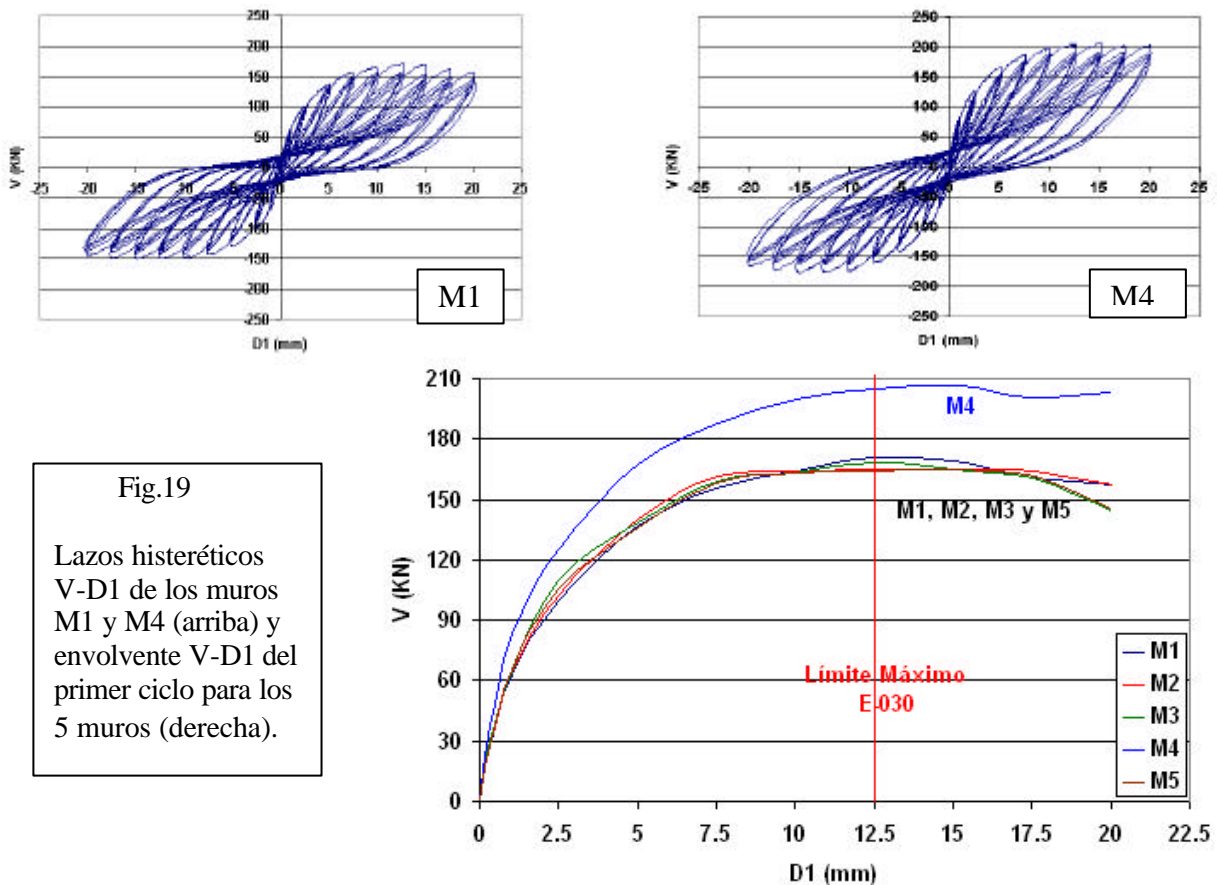 250
200
150
100
50
0
-50
-100
-150
-200
-250
-25 -20 -15 -10 -5 0 5 10 15 20 25
V (KN)
D1 (mm)
M1
250
200
150
100
50
0
-50
-100
-150
-200
-250
-25 -20 -15 -10 -5 0 5 10 15 20 25
V (KN)
D1 (mm)
M4
Fig.19
Lazos histeréticos
V-D1 de los muros
M1 y M4 (arriba) y
envolvente V-D1 del
primer ciclo para los
5 muros (derecha).
210
180
150
120
90
60
30
0
V (KN)
M4
M1, M2, M3 y M5
Límite Máximo
E-030
M1
M2
M3
M4
M5
0 2.5 5 7.5 10 12.5 15 17.5 20 22.5
D1 (mm)